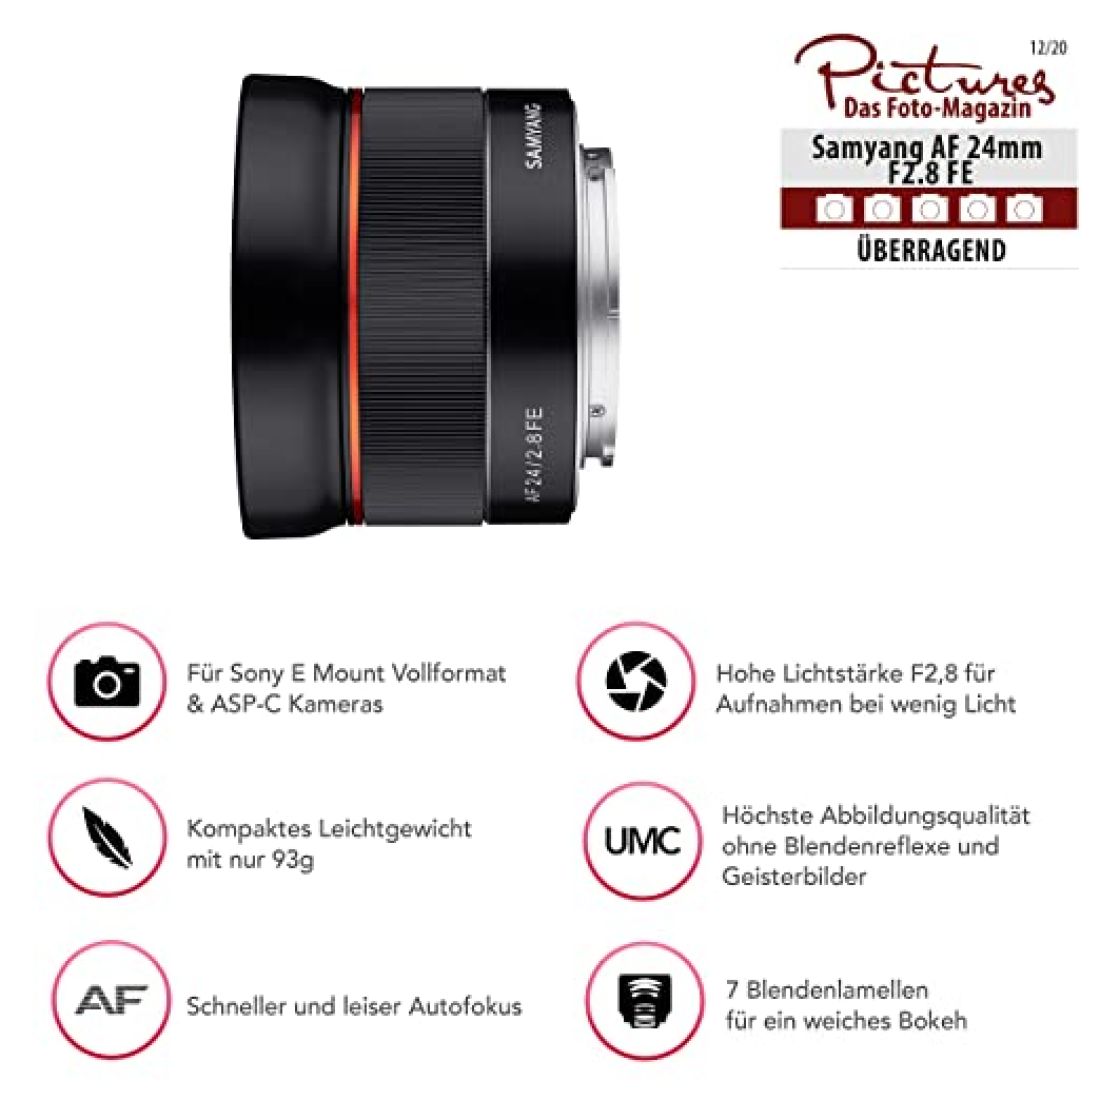 12/20
Pictures
Das Foto-Magazin
Samyang AF 24mm
F2.8 FE
ÜBERRAGEND
SAMYANG
AF 24/2.8 FE
Für Sony E Mount Vollformat
& ASP-C Kameras
Hohe Lichtstärke F2,8 für
Aufnahmen bei wenig Licht
Kompaktes Leichtgewicht
mit nur 93g
UMC
Höchste Abbildungsqualität
ohne Blendenreflexe und
Geisterbilder
AF
Schneller und leiser Autofokus
7 Blendenlamellen
für ein weiches Bokeh